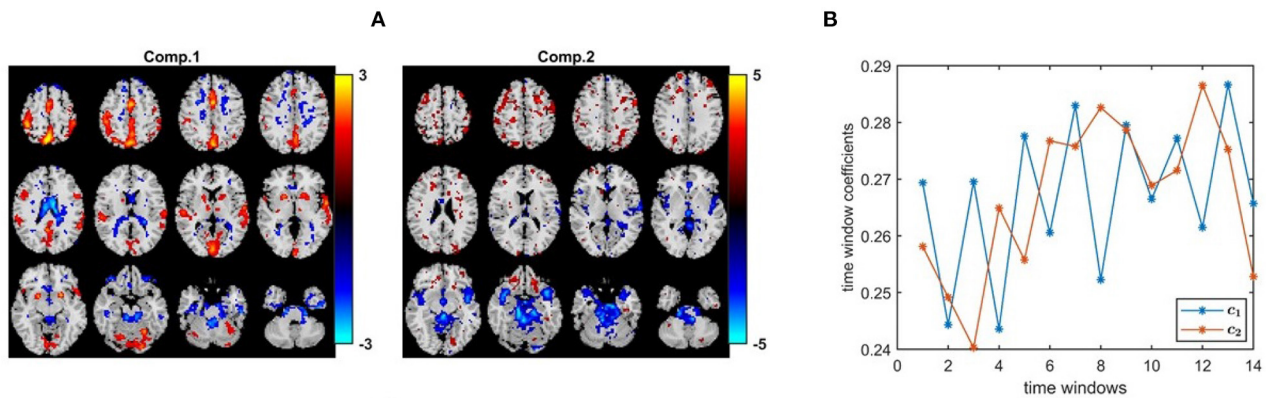 A
B
Comp.1
3
-3
Comp.2
5
-5
0.29
0.28
0.27
0.26
0.25
0.24
time window coefficients
0 2 4 6 8 10 12 14
time windows
c₁
c₂